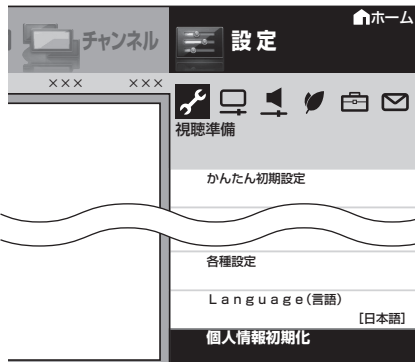 ホーム
チャンネル
設定
××× ×××
視聴準備
かんたん初期設定
各種設定
Language(言語)
[日本語]
個人情報初期化